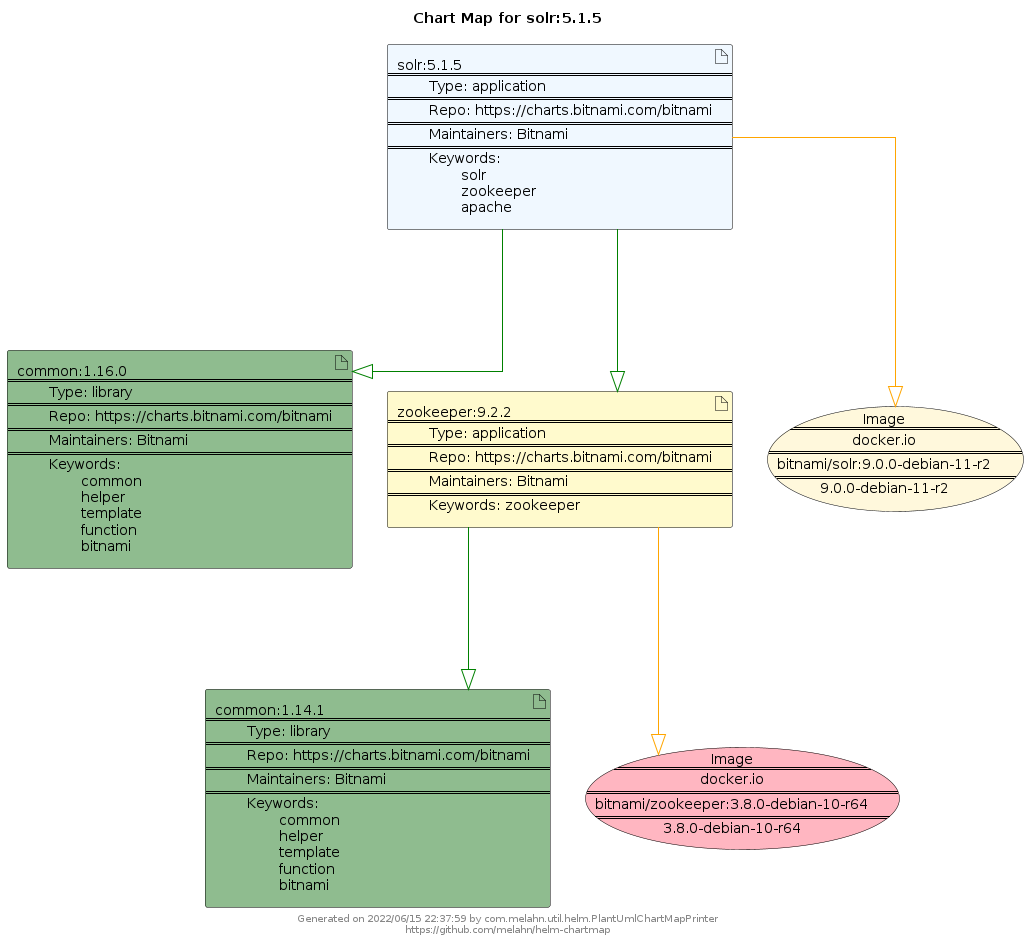 Chart Map for solr:5.1.5
solr:5.1.5
Type: application
Repo: https://charts.bitnami.com/bitnami
Maintainers: Bitnami
Keywords:
solr
zookeeper
apache
common:1.16.0
Type: library
Repo: https://charts.bitnami.com/bitnami
Maintainers: Bitnami
Keywords:
common
helper
template
function
bitnami
zookeeper:9.2.2
Type: application
Repo: https://charts.bitnami.com/bitnami
Maintainers: Bitnami
Keywords: zookeeper
Image
docker.io
bitnami/solr:9.0.0-debian-11-r2
9.0.0-debian-11-r2
common:1.14.1
Type: library
Repo: https://charts.bitnami.com/bitnami
Maintainers: Bitnami
Keywords:
common
helper
template
function
bitnami
Image
docker.io
bitnami/zookeeper:3.8.0-debian-10-r64
3.8.0-debian-10-r64
Generated on 2022/06/15 22:37:59 by com.melahn.util.helm.PlantUmlChartMapPrinter
https://github.com/melahn/helm-chartmap